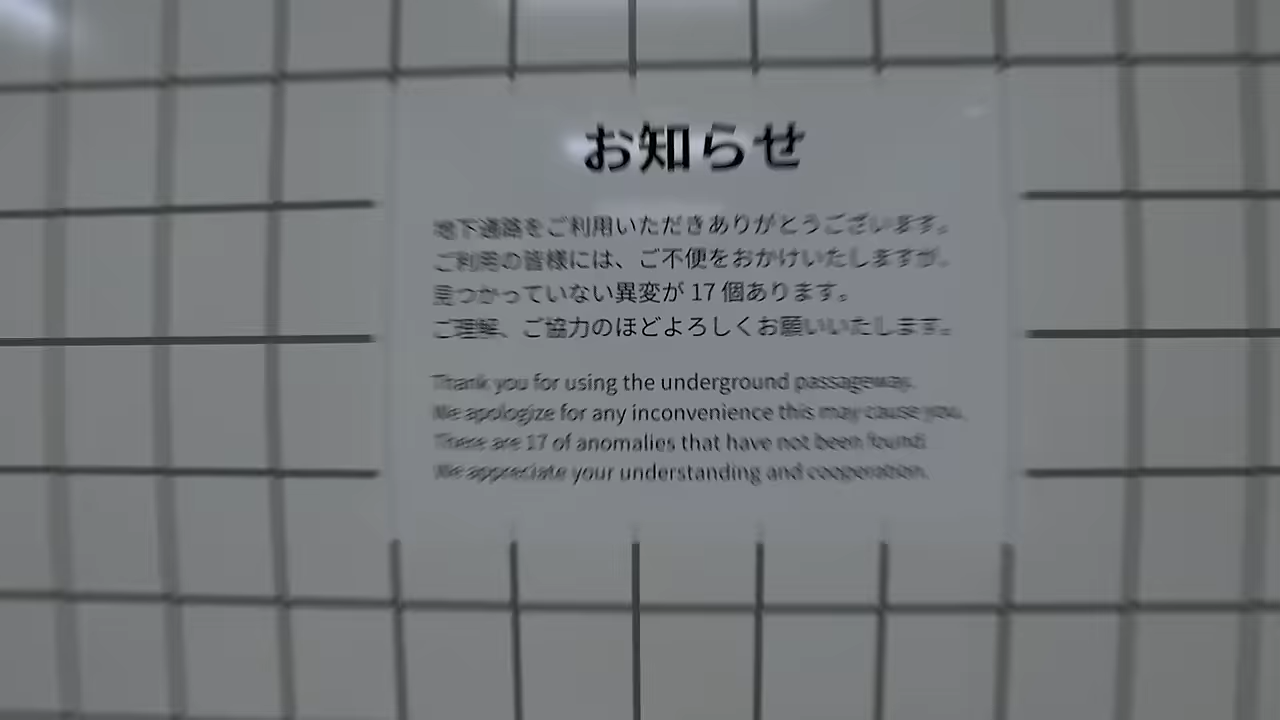 お知らせ
地下通路をご利用いただきありがとうございます。
ご利用の皆様には、ご不便をおかけいたしますが、
見つかっていない異変が 17 個あります。
ご理解、ご協力のほどよろしくお願いいたします。
Thank you for using the underground passageway.
We apologize for any inconvenience this may cause you.
There are 17 of anomalies that have not been found.
We appreciate your understanding and cooperation.